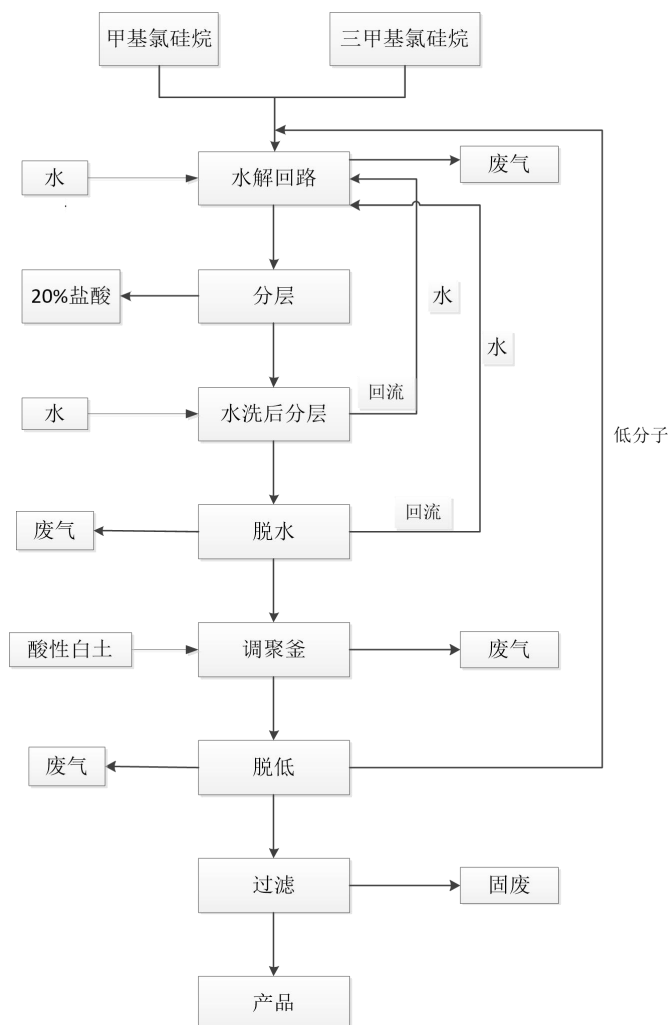 甲基氯硅烷
三甲基氯硅烷
水解回路
废气
水
20%盐酸
分层
水
水
水
水洗后分层
回流
低分子
废气
脱水
回流
酸性白土
调聚釜
废气
废气
脱低
过滤
固废
产品